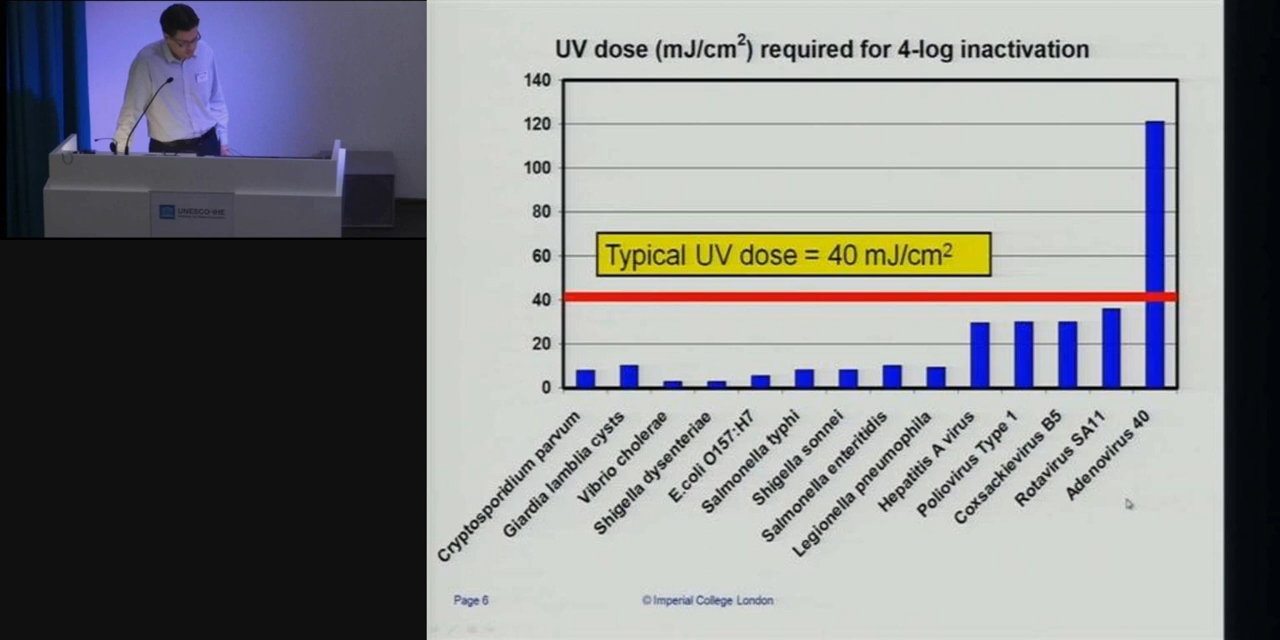 UNESCO-IHE
UV dose (mJ/cm²) required for 4-log inactivation
140
120
100
80
60
40
20
0
Typical UV dose = 40 mJ/cm²
Cryptosporidium parvum
Giardia lamblia cysts
Vibrio cholerae
Shigella dysenteriae
E.coli O157:H7
Salmonella typhi
Shigella sonnei
Salmonella enteritidis
Legionella pneumophila
Hepatitis A virus
Poliovirus Type 1
Coxsackievirus B5
Rotavirus SA11
Adenovirus 40
Page 6
© Imperial College London